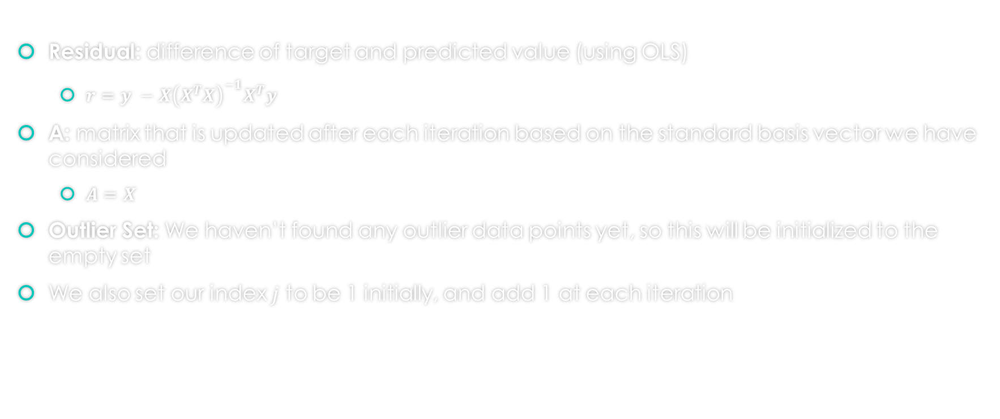 Residual: difference of target and predicted value (using OLS)
r = y − X(XᵀX)⁻¹Xᵀy
A: matrix that is updated after each iteration based on the standard basis vector we have
considered
A = X
Outlier Set: We haven't found any outlier data points yet, so this will be initialized to the
empty set
We also set our index j to be 1 initially, and add 1 at each iteration